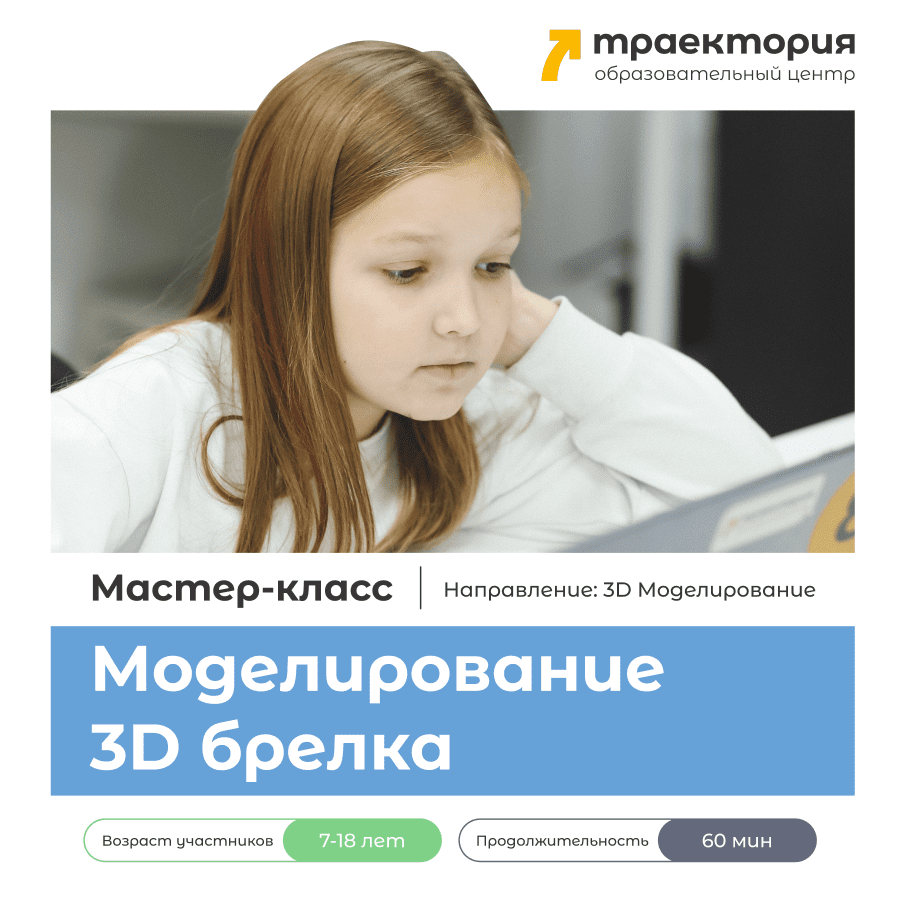 траектория
образовательный центр
Мастер-класс
Направление: 3D Моделирование
Моделирование
3D брелка
Возраст участников
7-18 лет
Продолжительность
60 мин